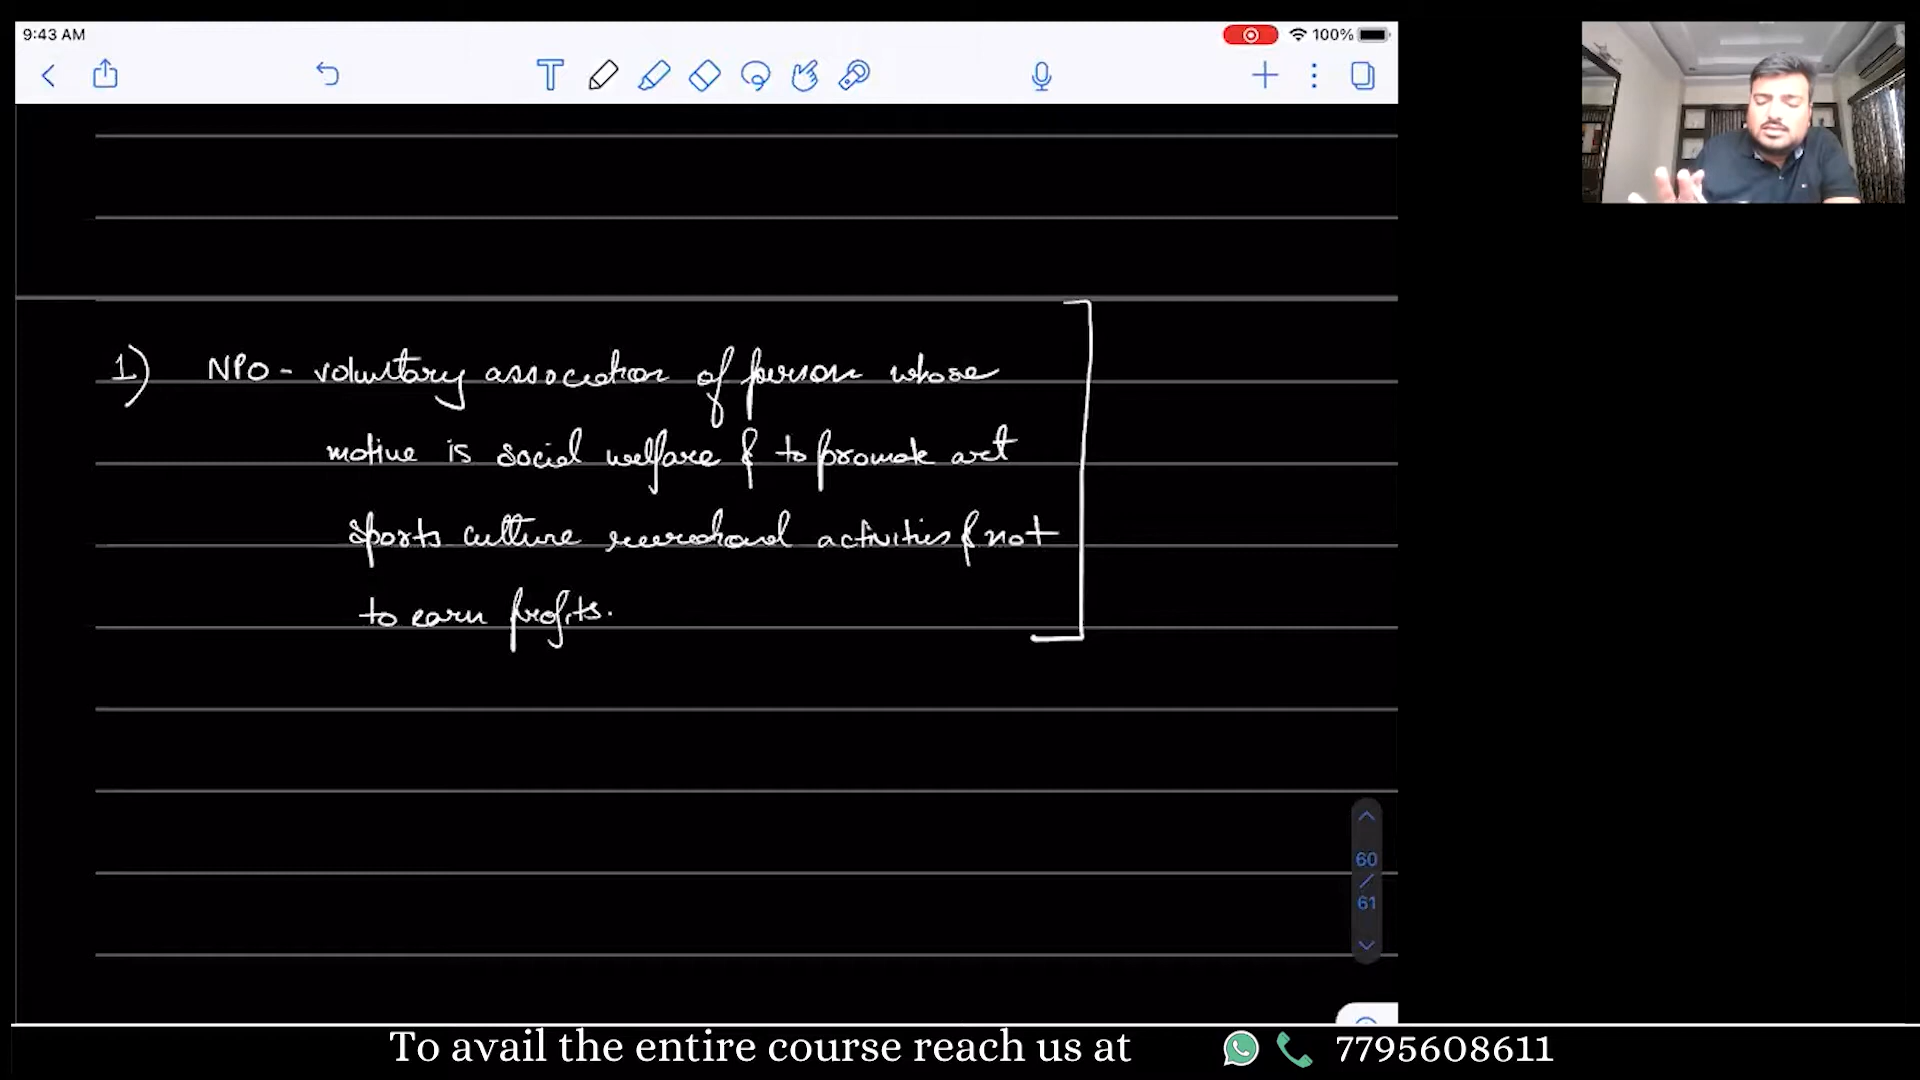 9:43 AM
100%
1) NPO - voluntary association of person whose
motive is social welfare & to promote art
sports culture recreational activities & not
to earn profits.
60
/
61
To avail the entire course reach us at 7795608611